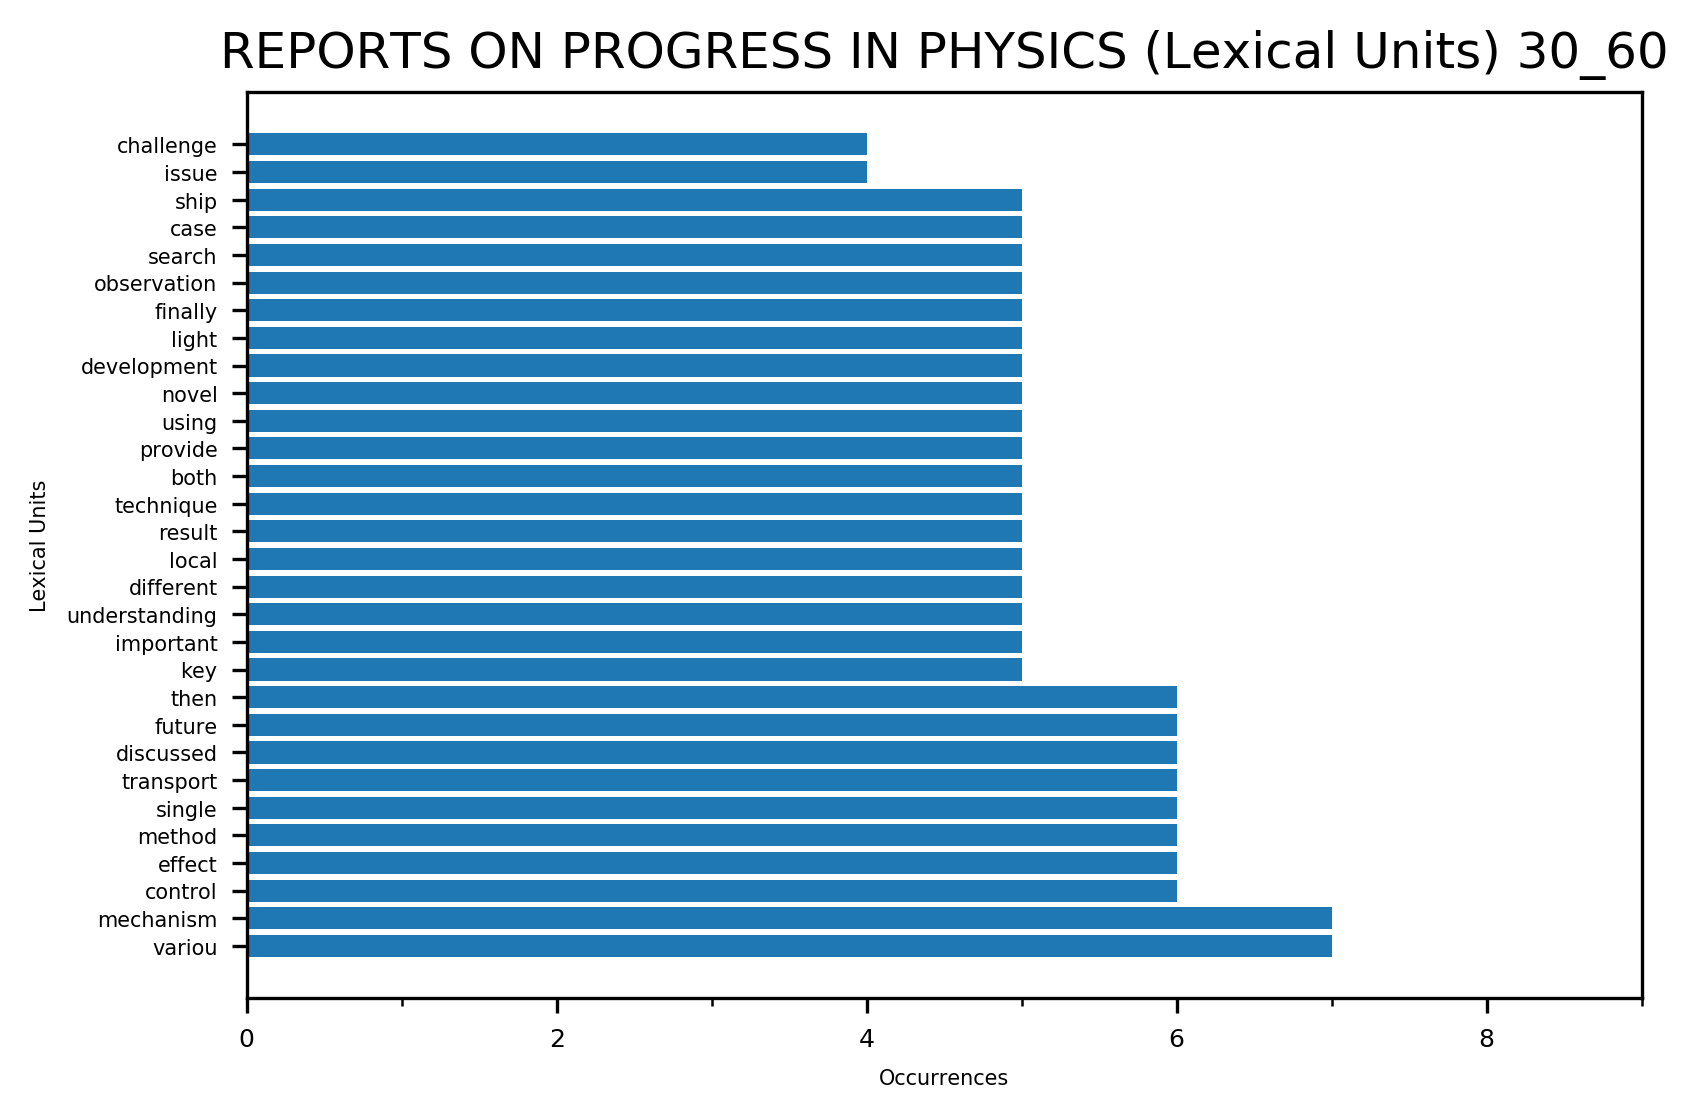 REPORTS ON PROGRESS IN PHYSICS (Lexical Units) 30_60
challenge
issue
ship
case
search
observation
finally
light
development
novel
using
provide
both
technique
result
local
different
understanding
important
key
then
future
discussed
transport
single
method
effect
control
mechanism
variou
Lexical Units
0 2 4 6 8
Occurrences